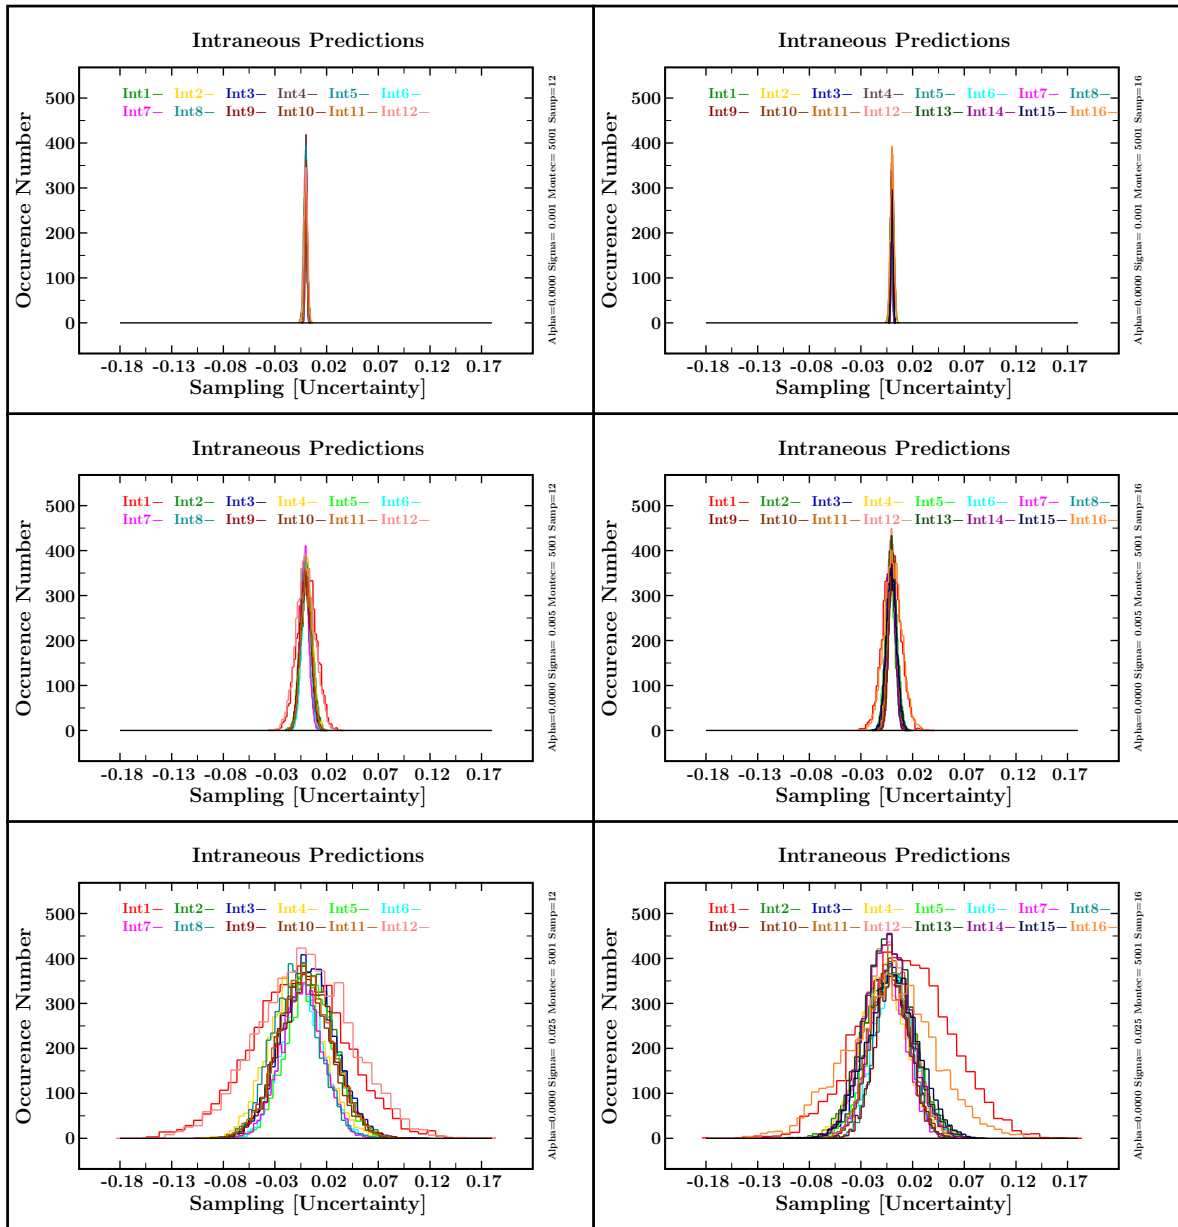 Intraneous Predictions
Int1– Int2– Int3– Int4– Int5– Int6–
Int7– Int8– Int9– Int10– Int11– Int12–
500
400
300
200
100
0
Occurence Number
-0.18 -0.13 -0.08 -0.03 0.02 0.07 0.12 0.17
Sampling [Uncertainty]
Alpha=0.0000 Sigma= 0.001 Montec= 5001 Samp=12
Intraneous Predictions
Int1– Int2– Int3– Int4– Int5– Int6– Int7– Int8–
Int9– Int10– Int11– Int12– Int13– Int14– Int15– Int16–
500
400
300
200
100
0
Occurence Number
-0.18 -0.13 -0.08 -0.03 0.02 0.07 0.12 0.17
Sampling [Uncertainty]
Alpha=0.0000 Sigma= 0.001 Montec= 5001 Samp=16
Intraneous Predictions
Int1– Int2– Int3– Int4– Int5– Int6–
Int7– Int8– Int9– Int10– Int11– Int12–
500
400
300
200
100
0
Occurence Number
-0.18 -0.13 -0.08 -0.03 0.02 0.07 0.12 0.17
Sampling [Uncertainty]
Alpha=0.0000 Sigma= 0.005 Montec= 5001 Samp=12
Intraneous Predictions
Int1– Int2– Int3– Int4– Int5– Int6– Int7– Int8–
Int9– Int10– Int11– Int12– Int13– Int14– Int15– Int16–
500
400
300
200
100
0
Occurence Number
-0.18 -0.13 -0.08 -0.03 0.02 0.07 0.12 0.17
Sampling [Uncertainty]
Alpha=0.0000 Sigma= 0.005 Montec= 5001 Samp=16
Intraneous Predictions
Int1– Int2– Int3– Int4– Int5– Int6–
Int7– Int8– Int9– Int10– Int11– Int12–
500
400
300
200
100
0
Occurence Number
-0.18 -0.13 -0.08 -0.03 0.02 0.07 0.12 0.17
Sampling [Uncertainty]
Alpha=0.0000 Sigma= 0.025 Montec= 5001 Samp=12
Intraneous Predictions
Int1– Int2– Int3– Int4– Int5– Int6– Int7– Int8–
Int9– Int10– Int11– Int12– Int13– Int14– Int15– Int16–
500
400
300
200
100
0
Occurence Number
-0.18 -0.13 -0.08 -0.03 0.02 0.07 0.12 0.17
Sampling [Uncertainty]
Alpha=0.0000 Sigma= 0.025 Montec= 5001 Samp=16